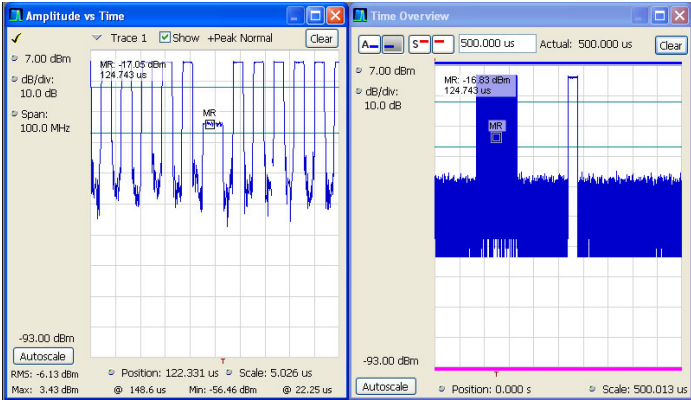 Amplitude vs Time
Trace 1 Show +Peak Normal Clear
7.00 dBm
dB/div:
10.0 dB
Span:
100.0 MHz
MR: -17.05 dBm
124.743 us
MR
-93.00 dBm
Autoscale
T
Position: 122.331 us Scale: 5.026 us
RMS: -6.13 dBm
Max: 3.43 dBm @ 148.6 us Min: -56.46 dBm @ 22.25 us
Time Overview
A S 500.000 us Actual: 500.000 us Clear
7.00 dBm
dB/div:
10.0 dB
MR: -16.83 dBm
124.743 us
MR
-93.00 dBm
T
Autoscale Position: 0.000 s Scale: 500.013 us